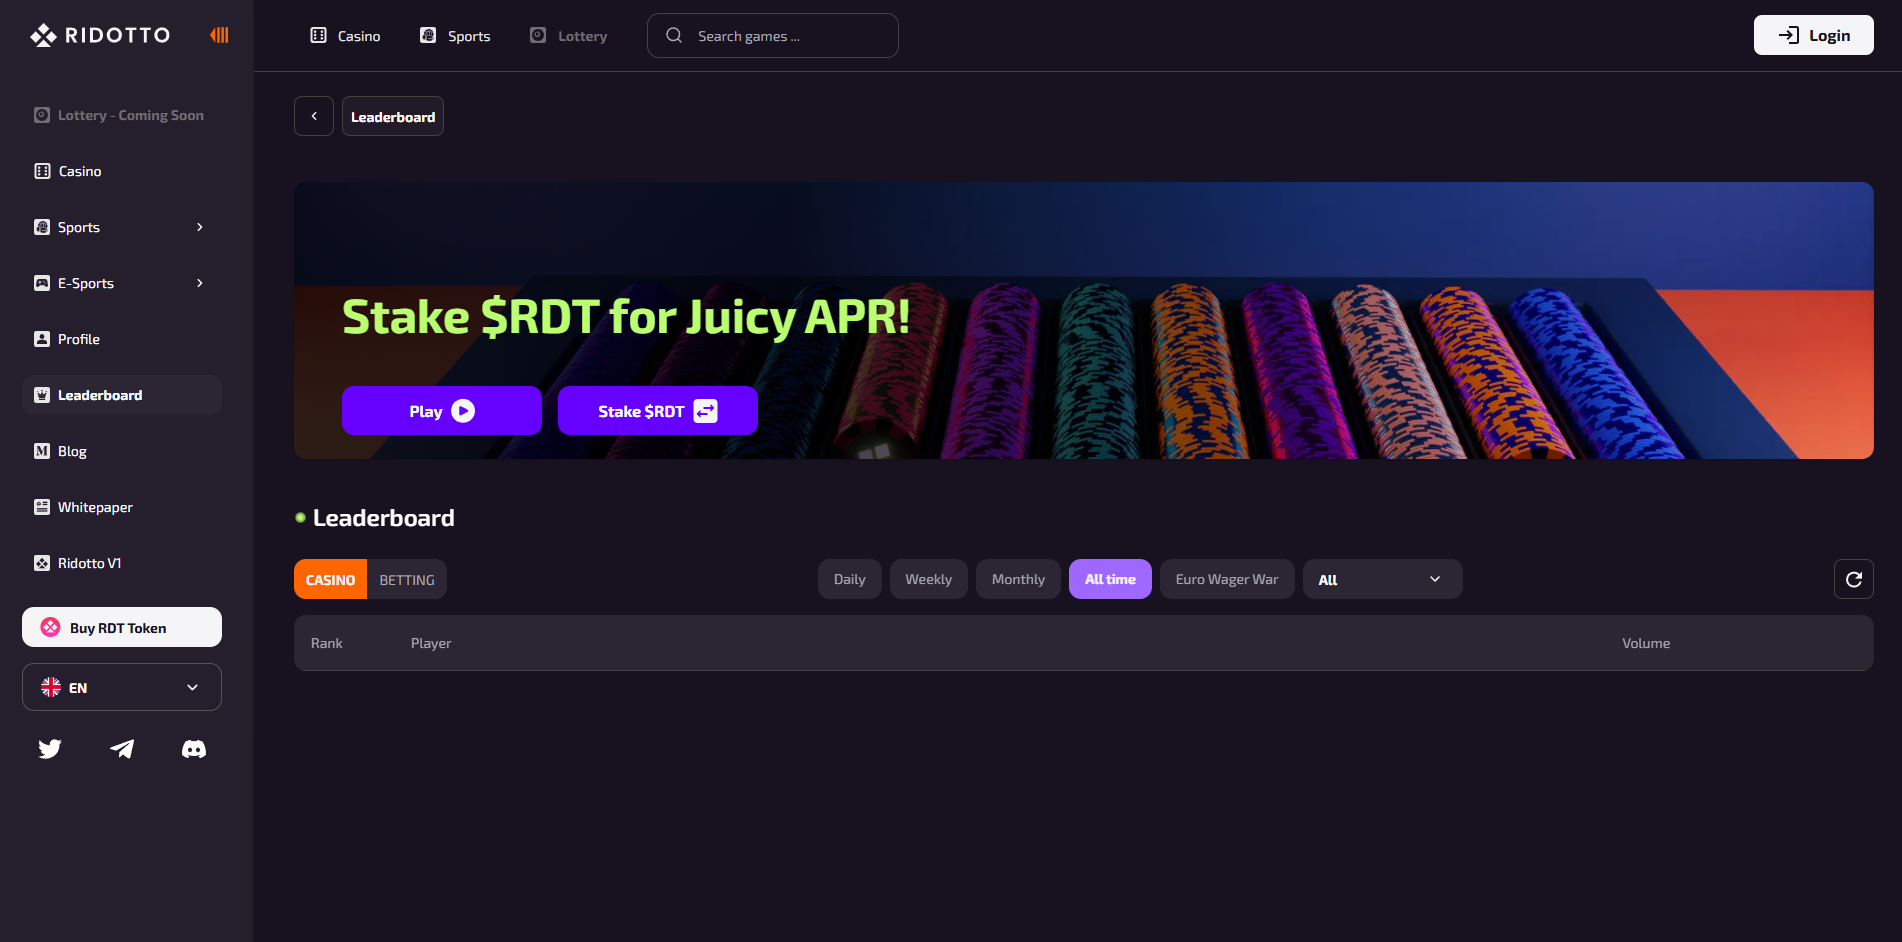 RIDOTTO
Casino
Sports
Lottery
Search games ...
Login
Lottery - Coming Soon
Casino
Sports
E-Sports
Profile
Leaderboard
Blog
Whitepaper
Ridotto V1
Buy RDT Token
EN
Leaderboard
Stake $RDT for Juicy APR!
Play
Stake $RDT
Leaderboard
CASINO
BETTING
Daily
Weekly
Monthly
All time
Euro Wager War
All
Rank
Player
Volume